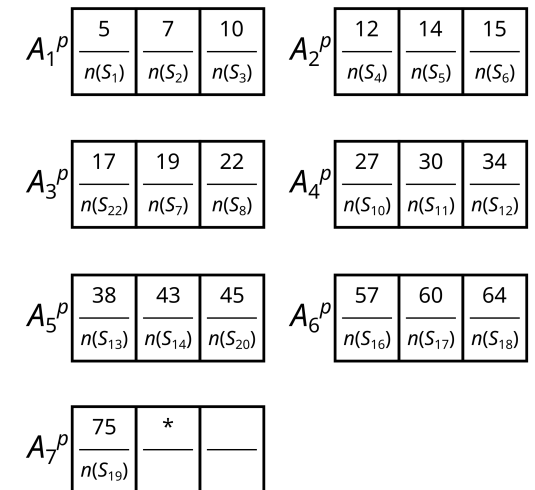 A₁ᵖ 5 7 10 A₂ᵖ 12 14 15
n(S₁) n(S₂) n(S₃) n(S₄) n(S₅) n(S₆)
A₃ᵖ 17 19 22 A₄ᵖ 27 30 34
n(S₂₂) n(S₇) n(S₈) n(S₁₀) n(S₁₁) n(S₁₂)
A₅ᵖ 38 43 45 A₆ᵖ 57 60 64
n(S₁₃) n(S₁₄) n(S₂₀) n(S₁₆) n(S₁₇) n(S₁₈)
A₇ᵖ 75 *
n(S₁₉)